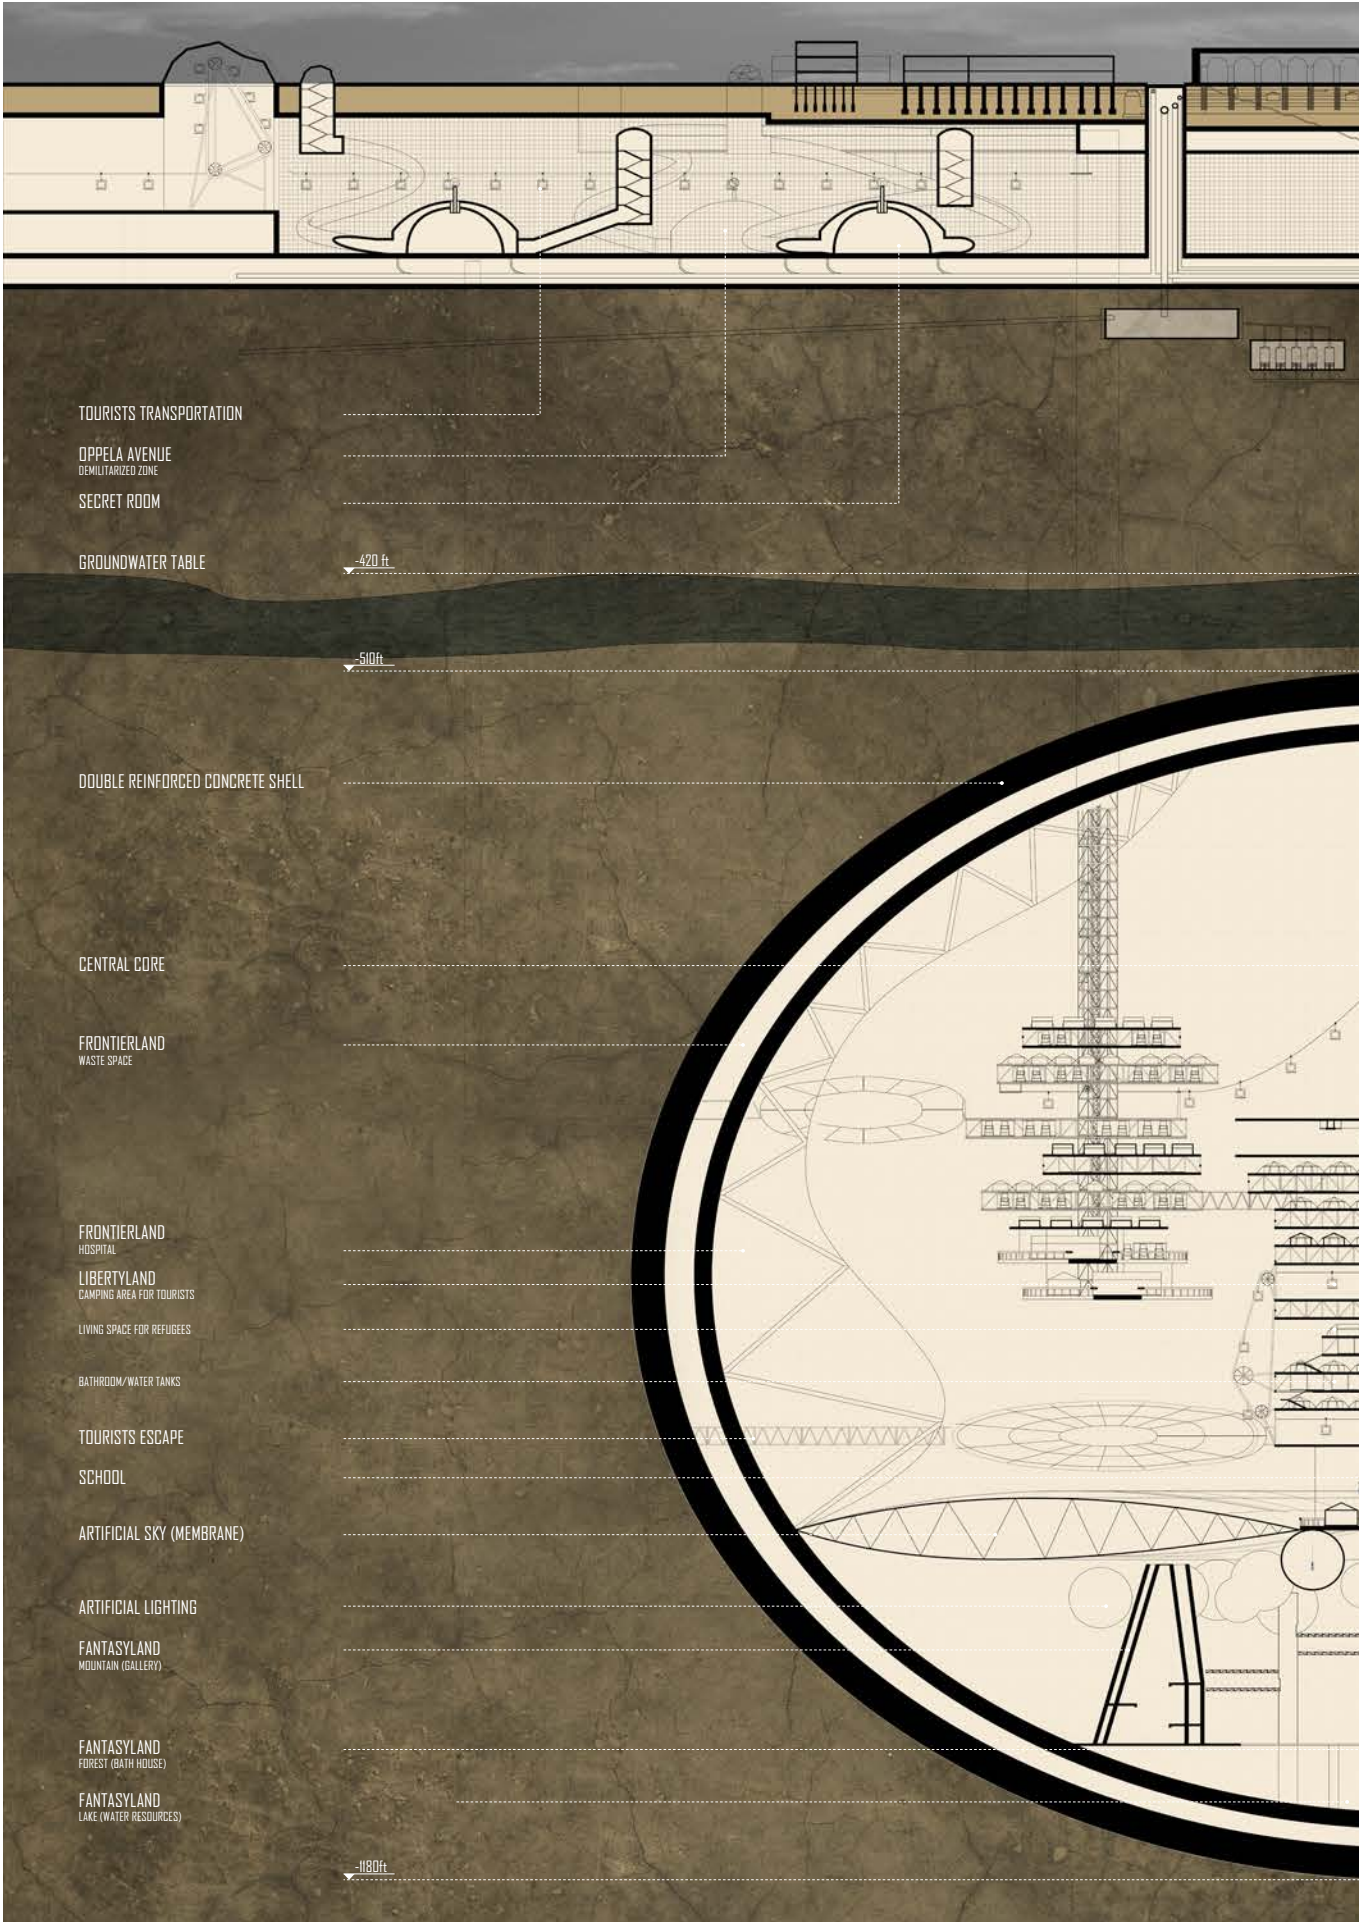 TOURISTS TRANSPORTATION
OPPELA AVENUE
DEMILITARIZED ZONE
SECRET ROOM
GROUNDWATER TABLE
-420 ft
-510ft
DOUBLE REINFORCED CONCRETE SHELL
CENTRAL CORE
FRONTIERLAND
WASTE SPACE
FRONTIERLAND
HOSPITAL
LIBERTYLAND
CAMPING AREA FOR TOURISTS
LIVING SPACE FOR REFUGEES
BATHROOM/WATER TANKS
TOURISTS ESCAPE
SCHOOL
ARTIFICIAL SKY (MEMBRANE)
ARTIFICIAL LIGHTING
FANTASYLAND
MOUNTAIN (GALLERY)
FANTASYLAND
FOREST (BATH HOUSE)
FANTASYLAND
LAKE (WATER RESOURCES)
-1180ft